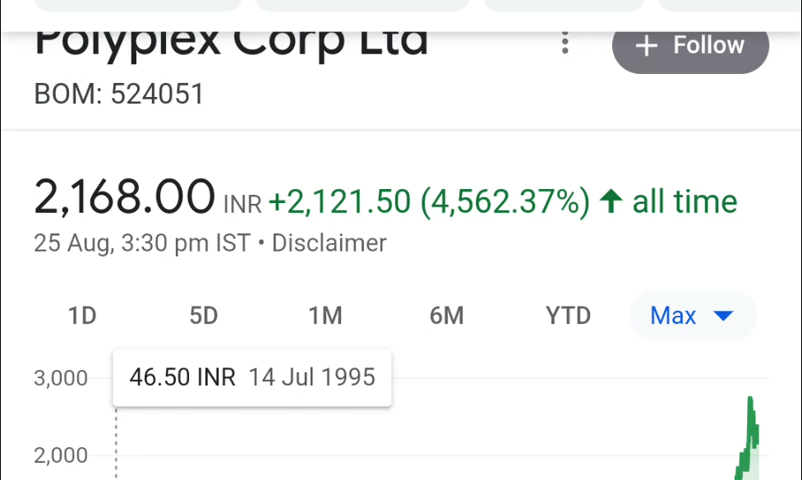 Polyplex Corp Ltd
+ Follow
BOM: 524051
2,168.00 INR +2,121.50 (4,562.37%) ↑ all time
25 Aug, 3:30 pm IST • Disclaimer
1D 5D 1M 6M YTD Max
3,000
46.50 INR 14 Jul 1995
2,000